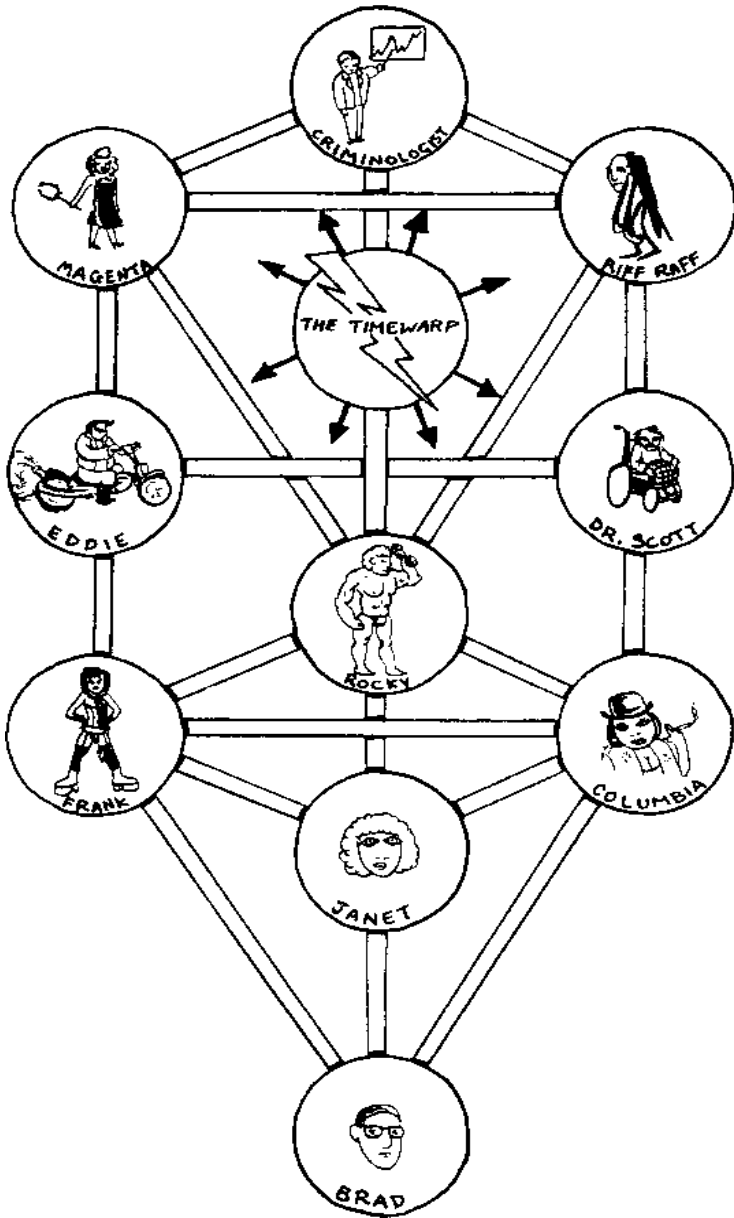 CRIMINOLOGIST
MAGENTA
RIFF RAFF
THE TIMEWARP
EDDIE
DR. SCOTT
ROCKY
FRANK
COLUMBIA
JANET
BRAD